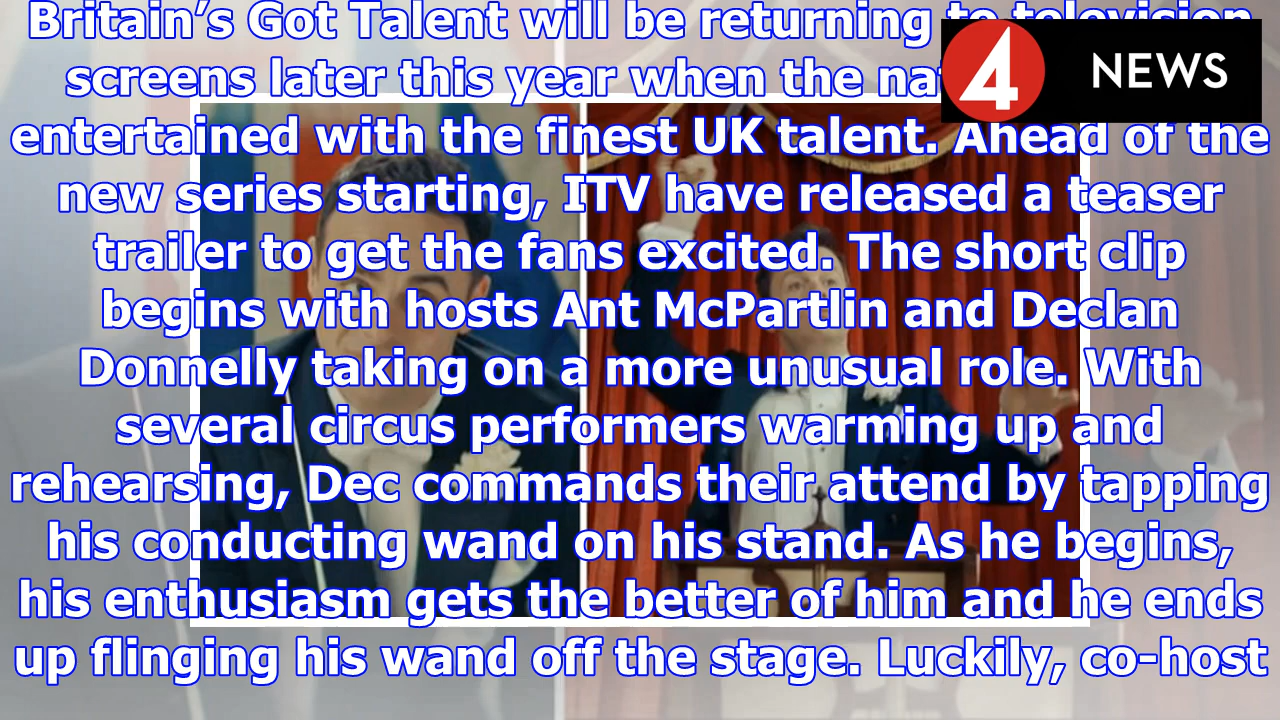 Britain’s Got Talent will be returning to television
screens later this year when the
entertained with the finest UK talent. Ahead of the
new series starting, ITV have released a teaser
trailer to get the fans excited. The short clip
begins with hosts Ant McPartlin and Declan
Donnelly taking on a more unusual role. With
several circus performers warming up and
rehearsing, Dec commands their attend by tapping
his conducting wand on his stand. As he begins,
his enthusiasm gets the better of him and he ends
up flinging his wand off the stage. Luckily, co-host
4 NEWS